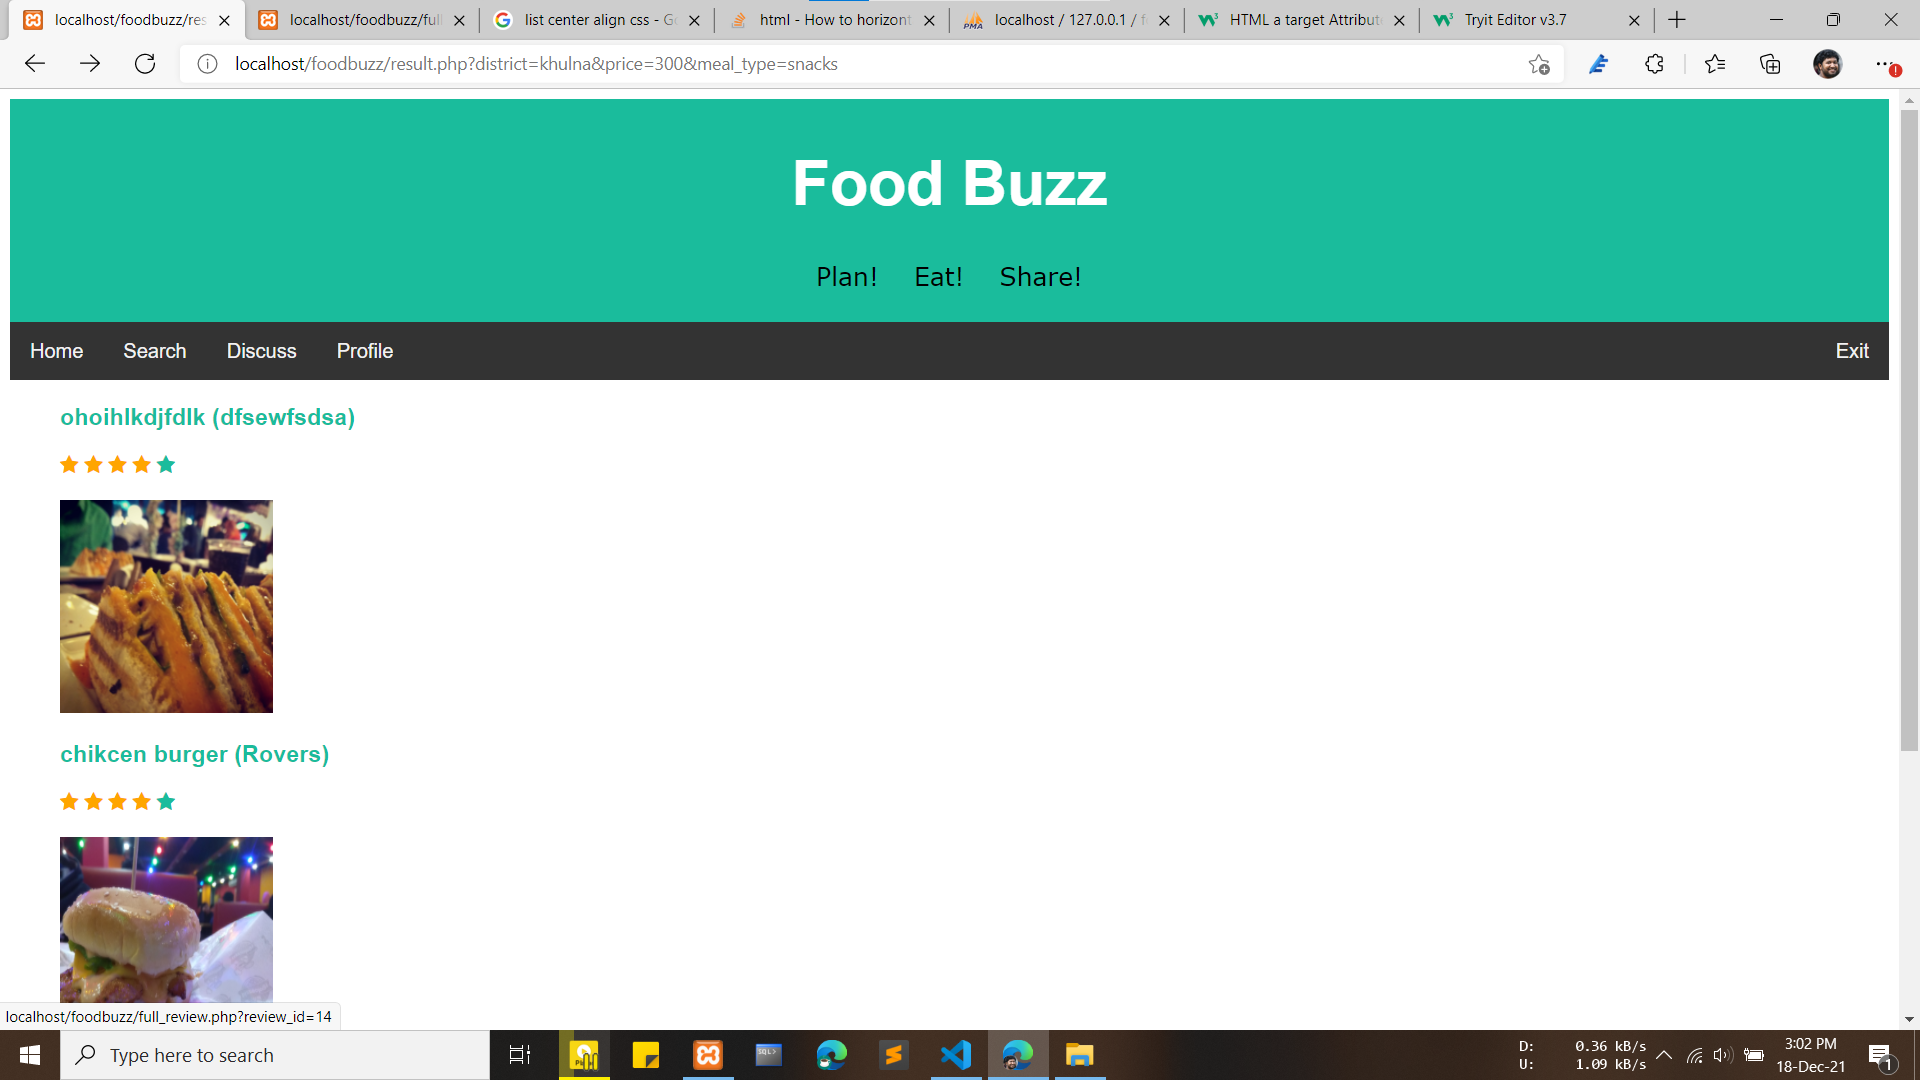 localhost/foodbuzz/res
localhost/foodbuzz/full
list center align css - G
html - How to horizont
localhost / 127.0.0.1 / f
HTML a target Attribut
Tryit Editor v3.7
localhost/foodbuzz/result.php?district=khulna&price=300&meal_type=snacks
Food Buzz
Plan! Eat! Share!
Home Search Discuss Profile Exit
ohoihlkdjfdlk (dfsewfsdsa)
chikcen burger (Rovers)
localhost/foodbuzz/full_review.php?review_id=14
Type here to search
D: 0.36 kB/s
U: 1.09 kB/s
3:02 PM
18-Dec-21
1